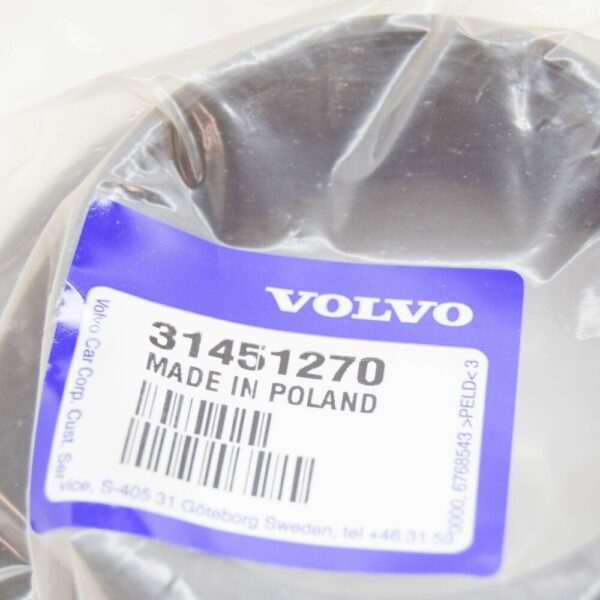 VOLVO
31451270
MADE IN POLAND
Volvo Car Corp. Cust. Service, S-405 31 Göteborg Sweden, tel +46 31 59 0000, 6768543 >PELD<3